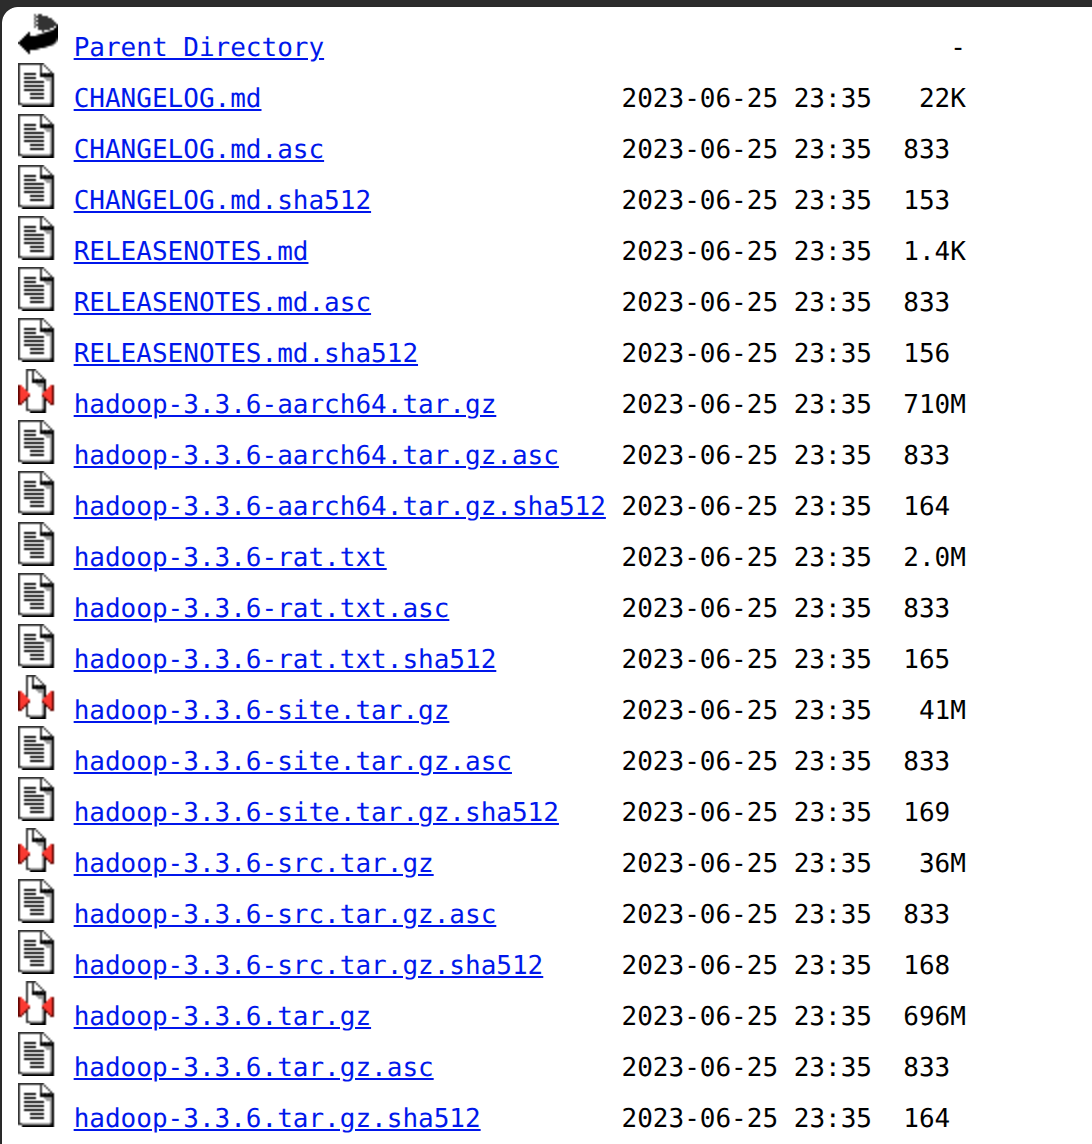 Parent Directory -
CHANGELOG.md 2023-06-25 23:35 22K
CHANGELOG.md.asc 2023-06-25 23:35 833
CHANGELOG.md.sha512 2023-06-25 23:35 153
RELEASENOTES.md 2023-06-25 23:35 1.4K
RELEASENOTES.md.asc 2023-06-25 23:35 833
RELEASENOTES.md.sha512 2023-06-25 23:35 156
hadoop-3.3.6-aarch64.tar.gz 2023-06-25 23:35 710M
hadoop-3.3.6-aarch64.tar.gz.asc 2023-06-25 23:35 833
hadoop-3.3.6-aarch64.tar.gz.sha512 2023-06-25 23:35 164
hadoop-3.3.6-rat.txt 2023-06-25 23:35 2.0M
hadoop-3.3.6-rat.txt.asc 2023-06-25 23:35 833
hadoop-3.3.6-rat.txt.sha512 2023-06-25 23:35 165
hadoop-3.3.6-site.tar.gz 2023-06-25 23:35 41M
hadoop-3.3.6-site.tar.gz.asc 2023-06-25 23:35 833
hadoop-3.3.6-site.tar.gz.sha512 2023-06-25 23:35 169
hadoop-3.3.6-src.tar.gz 2023-06-25 23:35 36M
hadoop-3.3.6-src.tar.gz.asc 2023-06-25 23:35 833
hadoop-3.3.6-src.tar.gz.sha512 2023-06-25 23:35 168
hadoop-3.3.6.tar.gz 2023-06-25 23:35 696M
hadoop-3.3.6.tar.gz.asc 2023-06-25 23:35 833
hadoop-3.3.6.tar.gz.sha512 2023-06-25 23:35 164